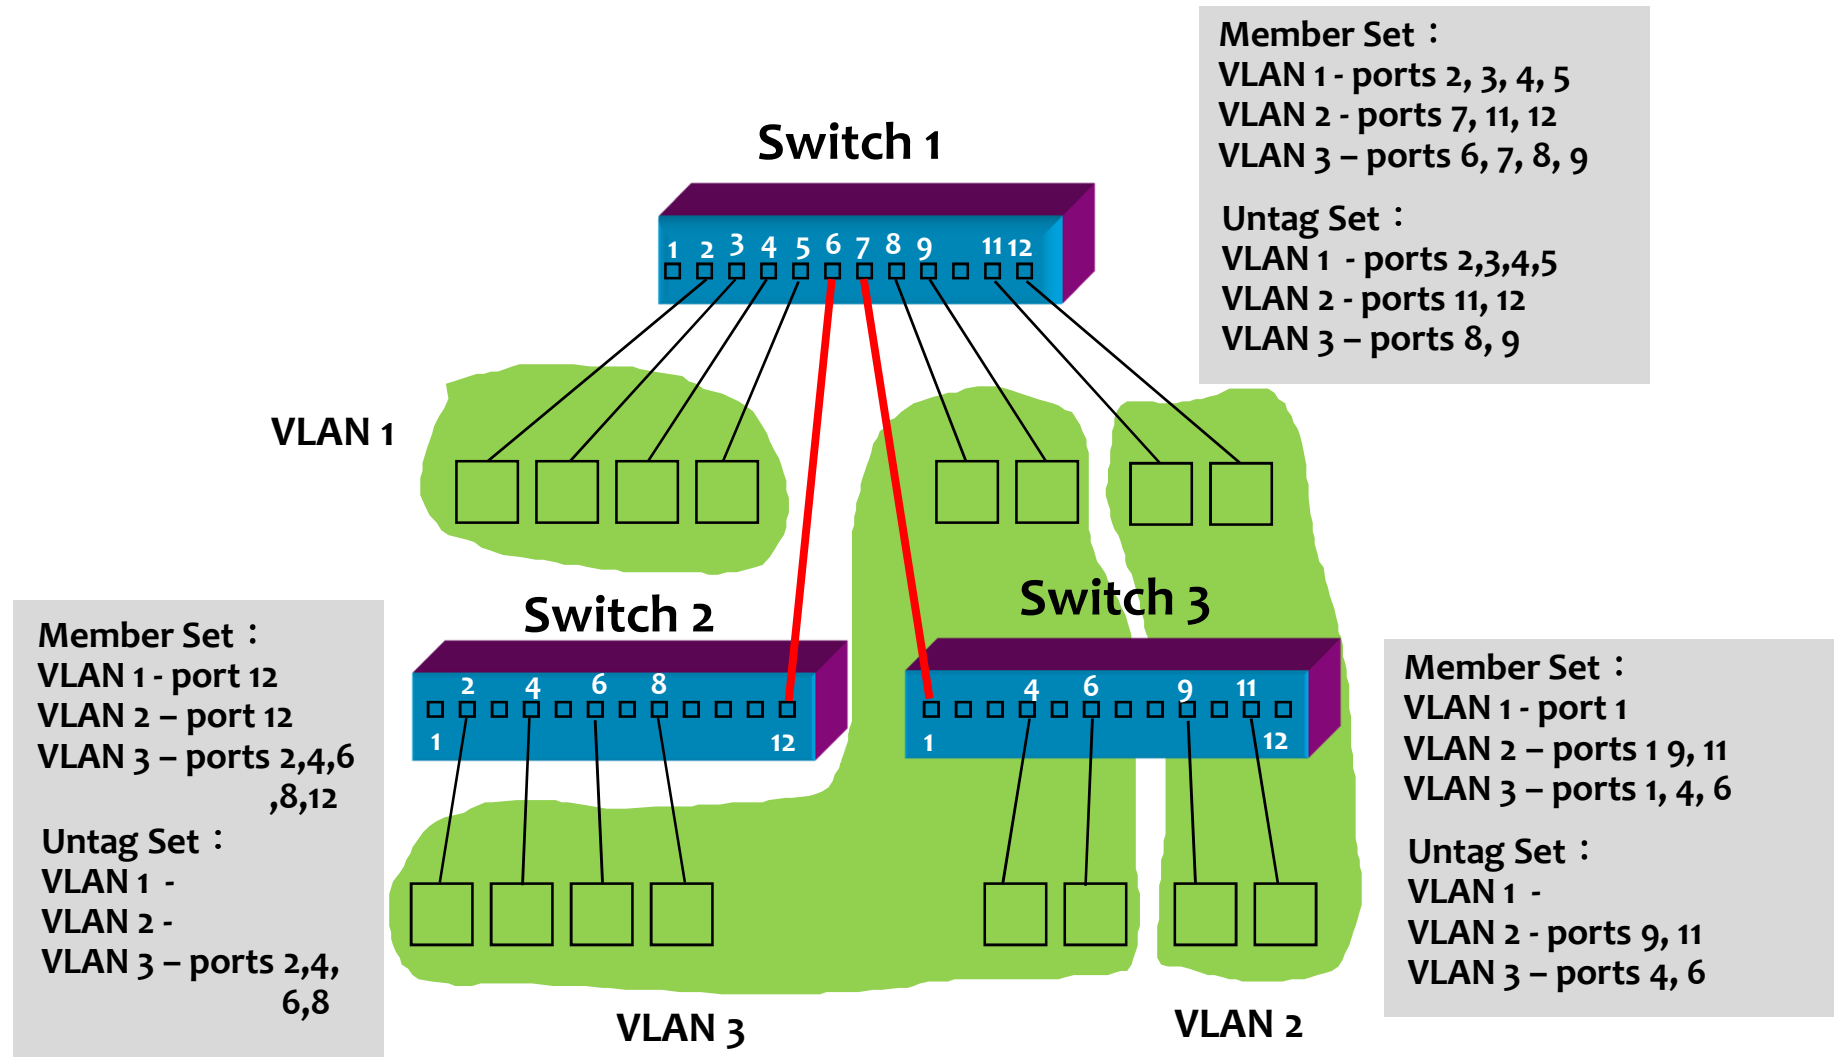 Member Set：
VLAN 1 - ports 2, 3, 4, 5
VLAN 2 - ports 7, 11, 12
VLAN 3 – ports 6, 7, 8, 9
Untag Set：
VLAN 1  - ports 2,3,4,5
VLAN 2 - ports 11, 12
VLAN 3 – ports 8, 9
Switch 1
1 2 3 4 5 6 7 8 9 11 12
VLAN 1
Switch 2
2 4 6 8
1 12
Switch 3
4 6 9 11
1 12
Member Set：
VLAN 1 - port 12
VLAN 2 – port 12
VLAN 3 – ports 2,4,6
,8,12
Untag Set：
VLAN 1  -
VLAN 2 -
VLAN 3 – ports 2,4,
6,8
Member Set：
VLAN 1 - port 1
VLAN 2 – ports 1 9, 11
VLAN 3 – ports 1, 4, 6
Untag Set：
VLAN 1  -
VLAN 2 - ports 9, 11
VLAN 3 – ports 4, 6
VLAN 3
VLAN 2